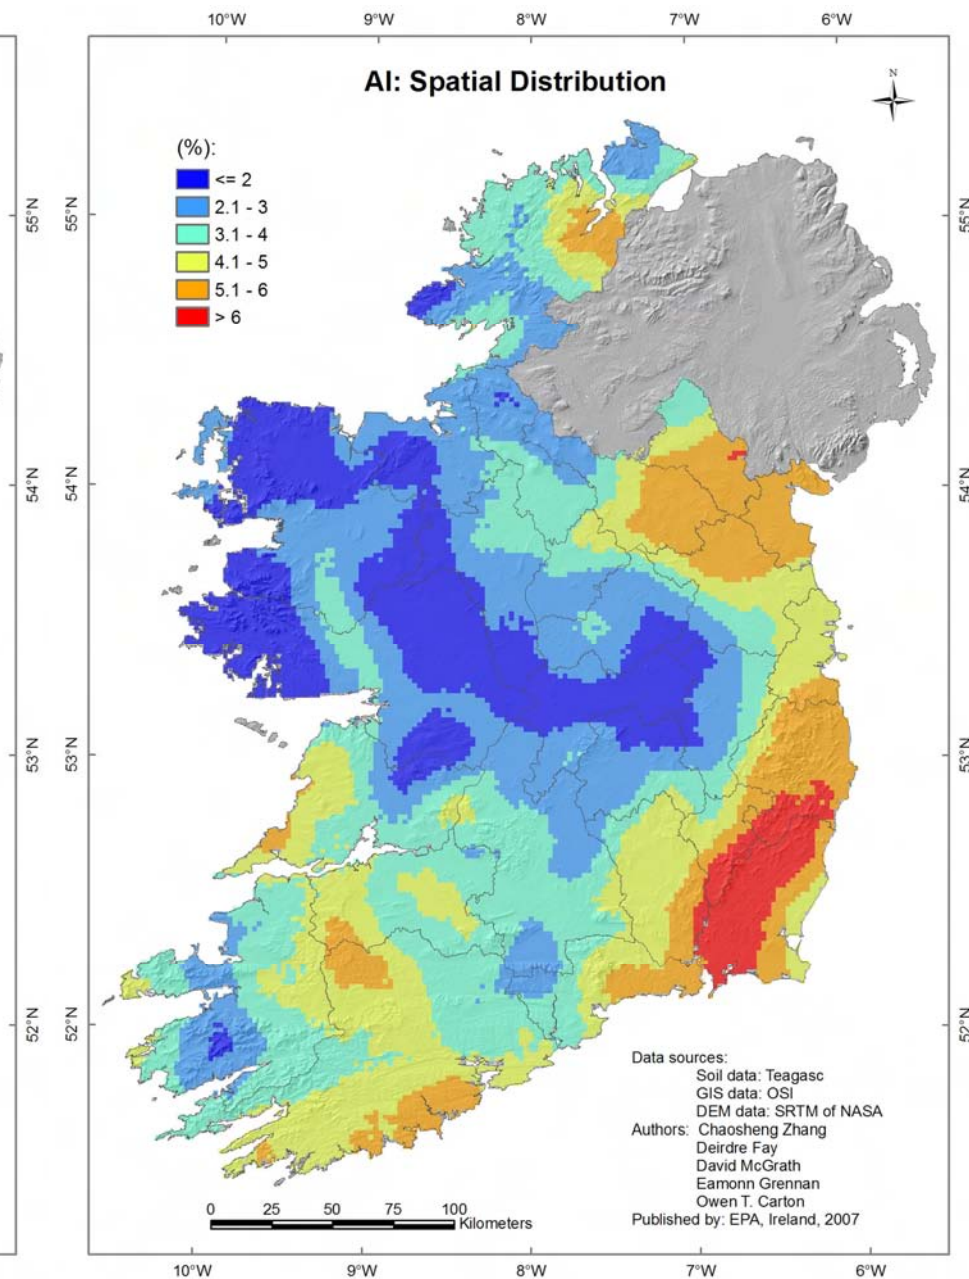 10°W 9°W 8°W 7°W 6°W
Al: Spatial Distribution
N
(%):
<= 2
2.1 - 3
3.1 - 4
4.1 - 5
5.1 - 6
> 6
55°N 55°N 55°N
54°N 54°N 54°N
53°N 53°N 53°N
52°N 52°N 52°N
Data sources:
Soil data: Teagasc
GIS data: OSI
DEM data: SRTM of NASA
Authors: Chaosheng Zhang
Deirdre Fay
David McGrath
Eamonn Grennan
Owen T. Carton
Published by: EPA, Ireland, 2007
0 25 50 75 100
Kilometers
10°W 9°W 8°W 7°W 6°W